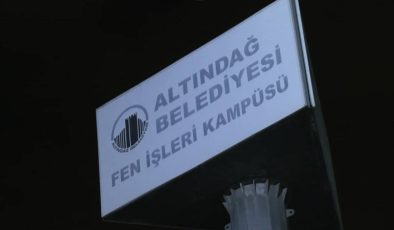 ALTINDAĞ
BELEDİYESİ
FEN İŞLERİ KAMPÜSÜ